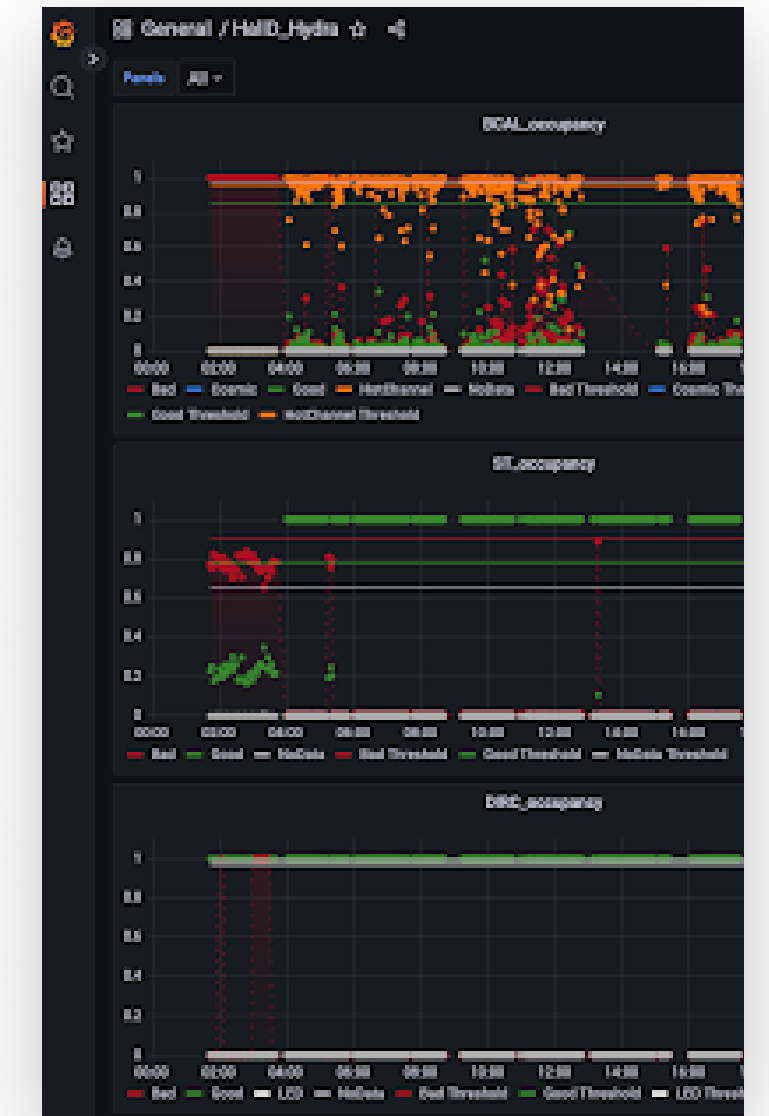 General / HallD_Hydra
Panels All
BCAL_occupancy
1
0.8
0.6
0.4
0.2
0
00:00 02:00 04:00 06:00 08:00 10:00 12:00 14:00 16:00
Bad Cosmic Good HotChannel NoData Bad Threshold Cosmic Thr
Good Threshold HotChannel Threshold
ST_occupancy
1
0.8
0.6
0.4
0.2
0
00:00 02:00 04:00 06:00 08:00 10:00 12:00 14:00 16:00
Bad Good NoData Bad Threshold Good Threshold NoData Threshold
DIRC_occupancy
1
0.8
0.6
0.4
0.2
0
00:00 02:00 04:00 06:00 08:00 10:00 12:00 14:00 16:00
Bad Good LED NoData Bad Threshold Good Threshold LED Thresh